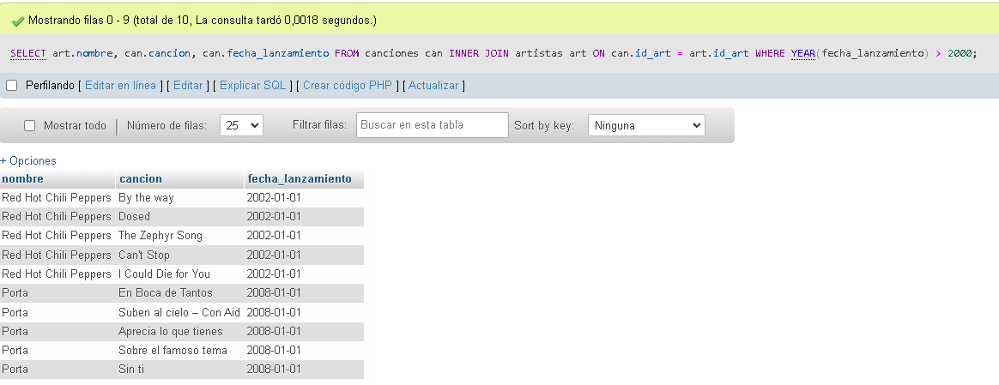 Mostrando filas 0 - 9 (total de 10, La consulta tardó 0,0018 segundos.)
SELECT art.nombre, can.cancion, can.fecha_lanzamiento FROM canciones can INNER JOIN artistas art ON can.id_art = art.id_art WHERE YEAR(fecha_lanzamiento) > 2000;
Perfilando [ Editar en línea ] [ Editar ] [ Explicar SQL ] [ Crear código PHP ] [ Actualizar ]
Mostrar todo | Número de filas: 25 Filtrar filas: Buscar en esta tabla Sort by key: Ninguna
+ Opciones
nombre cancion fecha_lanzamiento
Red Hot Chili Peppers By the way 2002-01-01
Red Hot Chili Peppers Dosed 2002-01-01
Red Hot Chili Peppers The Zephyr Song 2002-01-01
Red Hot Chili Peppers Can't Stop 2002-01-01
Red Hot Chili Peppers I Could Die for You 2002-01-01
Porta En Boca de Tantos 2008-01-01
Porta Suben al cielo – Con Aid 2008-01-01
Porta Aprecia lo que tienes 2008-01-01
Porta Sobre el famoso tema 2008-01-01
Porta Sin ti 2008-01-01